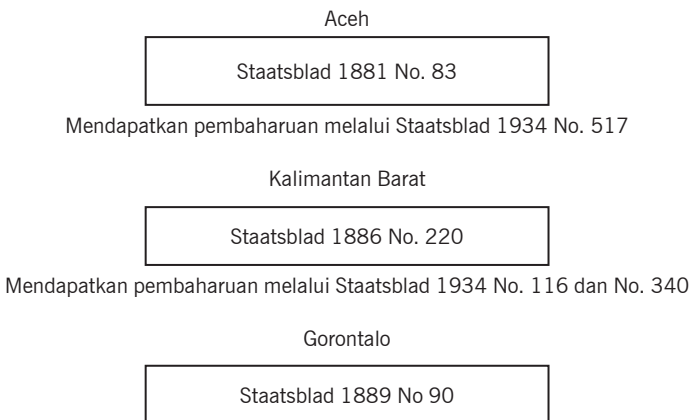 Aceh
Staatsblad 1881 No. 83
Mendapatkan pembaharuan melalui Staatsblad 1934 No. 517
Kalimantan Barat
Staatsblad 1886 No. 220
Mendapatkan pembaharuan melalui Staatsblad 1934 No. 116 dan No. 340
Gorontalo
Staatsblad 1889 No 90